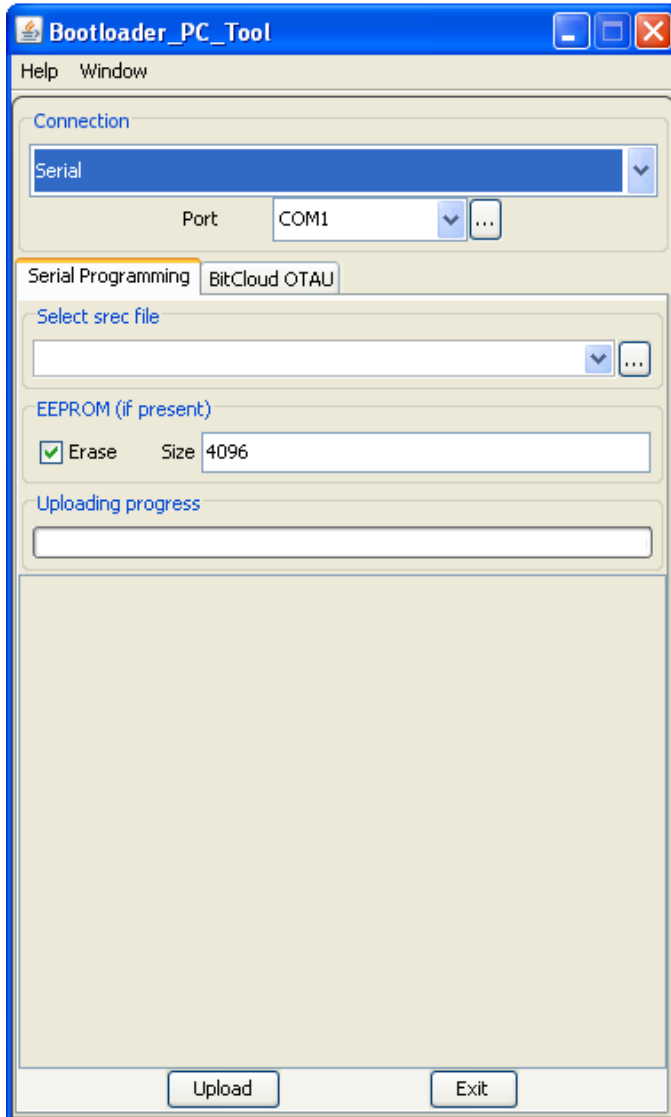 Bootloader_PC_Tool
Help Window
Connection
Serial
Port COM1 ...
Serial Programming BitCloud OTAU
Select srec file
...
EEPROM (if present)
Erase Size 4096
Uploading progress
Upload Exit